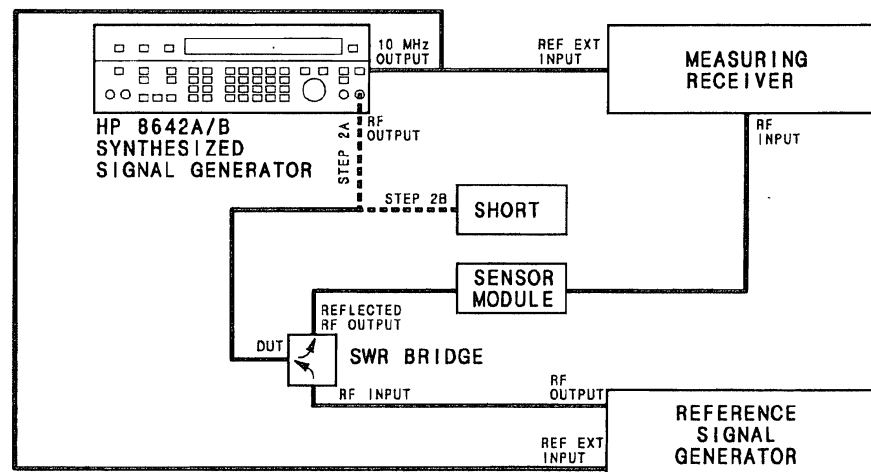 10 MHz
OUTPUT
REF EXT
INPUT
MEASURING
RECEIVER
HP 8642A/B
SYNTHESIZED
SIGNAL GENERATOR
STEP 2A
RF
OUTPUT
RF
INPUT
STEP 2B
SHORT
SENSOR
MODULE
REFLECTED
RF OUTPUT
DUT
SWR BRIDGE
RF INPUT
RF
OUTPUT
REF EXT
INPUT
REFERENCE
SIGNAL
GENERATOR